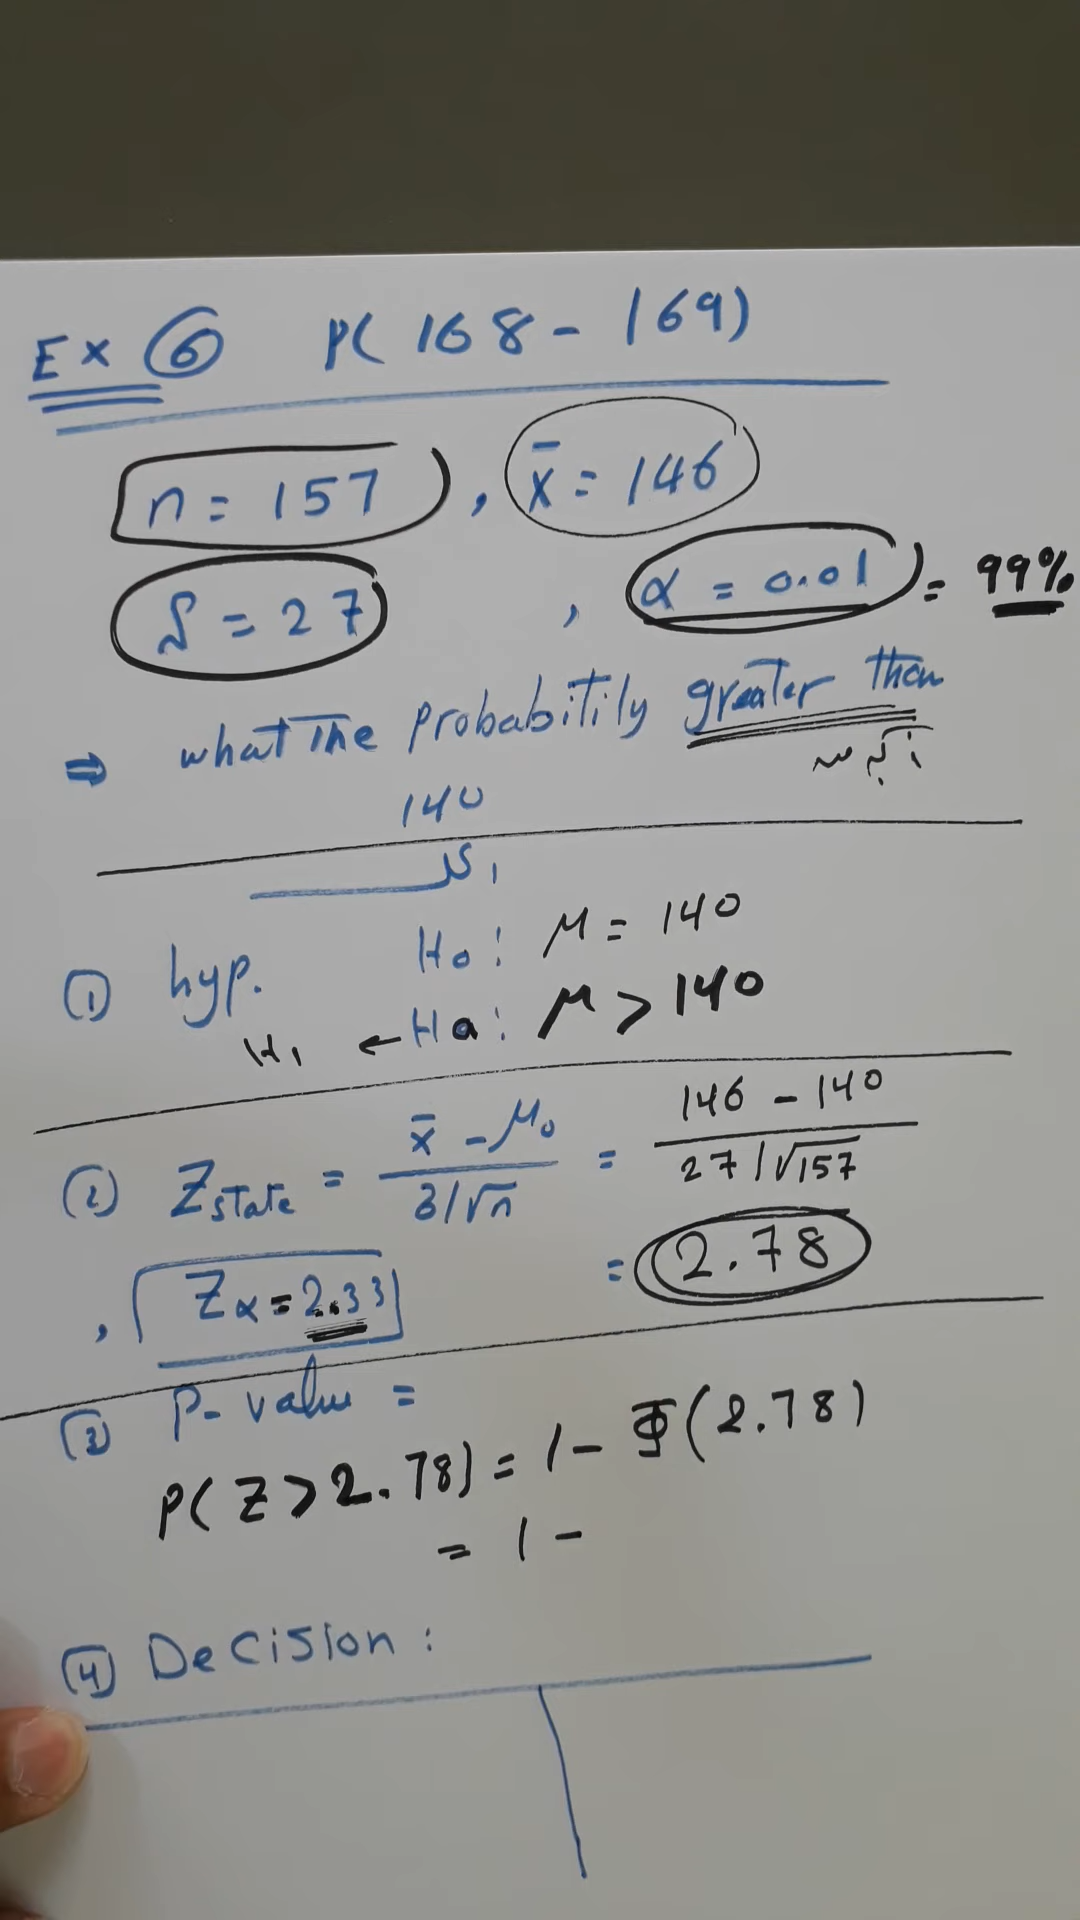 Ex ⑥ P( 168 - 169)
n = 157 , x̄ = 146
S = 27 , α = 0.01 = 99%
⇒ what The probabitily greater than
140
① hyp. H₀ : μ = 140
H₁ ← Ha : μ > 140
② Zstate = (x̄ - μ₀) / (3/√n) = (146 - 140) / (27/√157)
, Zα = 2.33 = 2.78
③ P- value =
P( Z > 2.78) = 1 - Φ(2.78)
= 1 -
④ Decision :